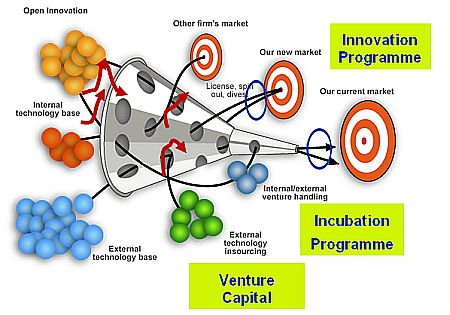 Open Innovation
Other firm's market
Innovation
Programme
Our new market
License, spin
out, divest
Our current market
Internal
technology base
Internal/external
venture handling
Incubation
Programme
External
technology base
External
technology
insourcing
Venture
Capital